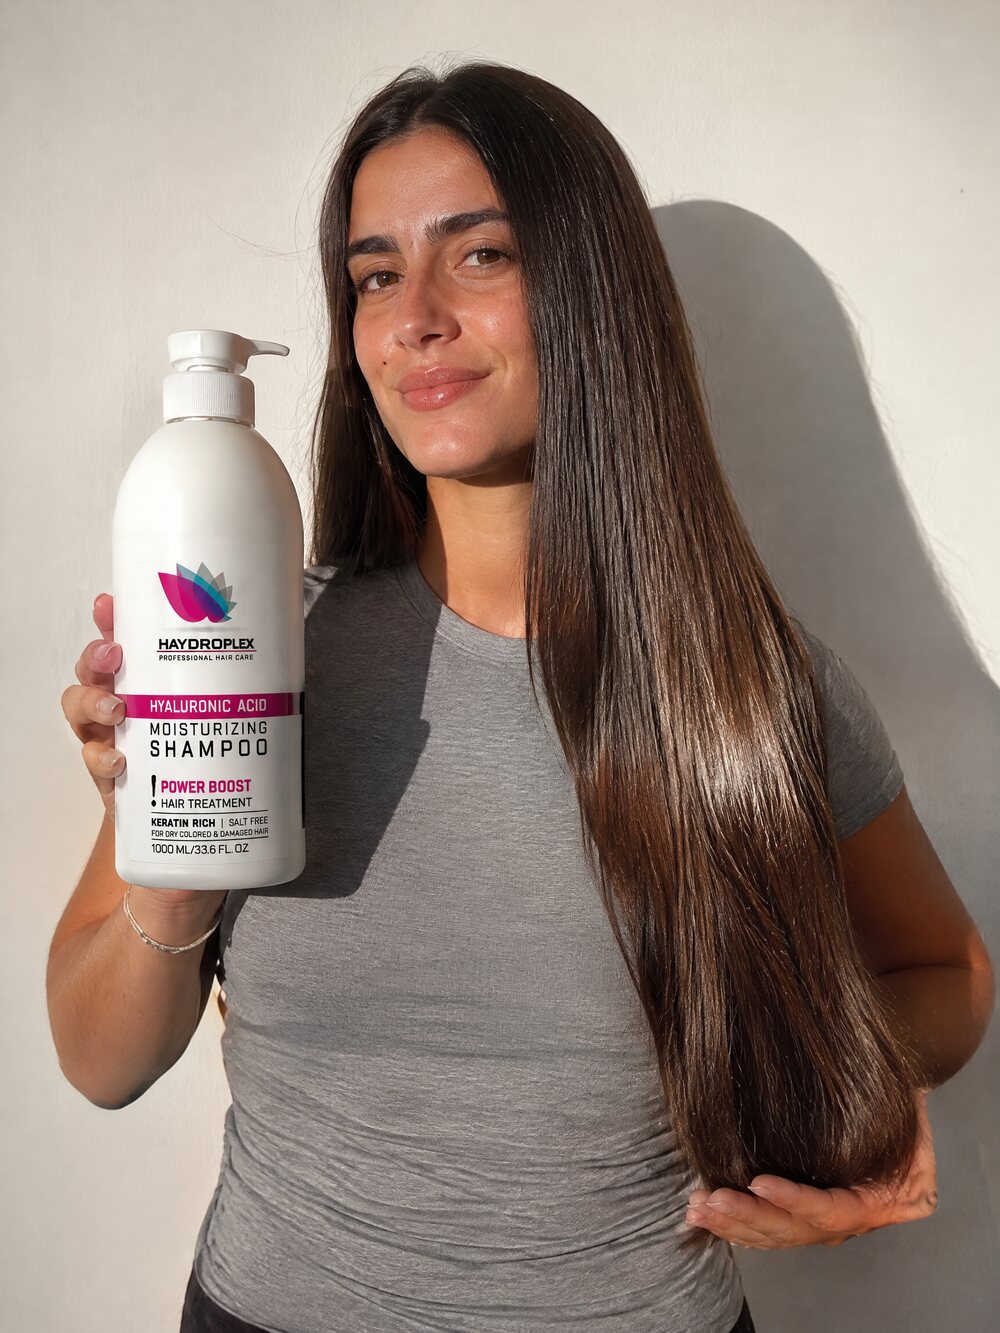 HAYDROPLEX
PROFESSIONAL HAIR CARE
HYALURONIC ACID
MOISTURIZING
SHAMPOO
! POWER BOOST
HAIR TREATMENT
KERATIN RICH | SALT FREE
FOR DRY COLORED & DAMAGED HAIR
1000 ML/33.6 FL. OZ